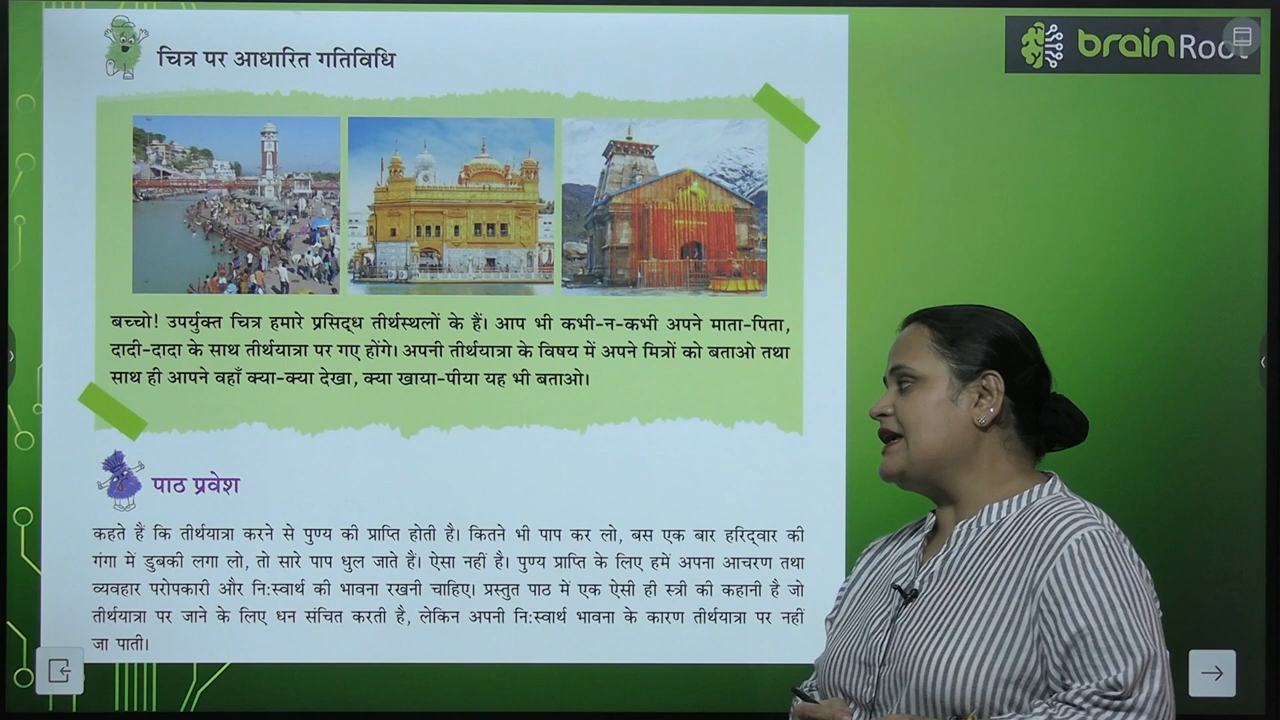 brainRoot
चित्र पर आधारित गतिविधि
बच्चो! उपर्युक्त चित्र हमारे प्रसिद्ध तीर्थस्थलों के हैं। आप भी कभी-न-कभी अपने माता-पिता,
दादी-दादा के साथ तीर्थयात्रा पर गए होंगे। अपनी तीर्थयात्रा के विषय में अपने मित्रों को बताओ तथा
साथ ही आपने वहाँ क्या-क्या देखा, क्या खाया-पीया यह भी बताओ।
पाठ प्रवेश
कहते हैं कि तीर्थयात्रा करने से पुण्य की प्राप्ति होती है। कितने भी पाप कर लो, बस एक बार हरिद्वार की
गंगा में डुबकी लगा लो, तो सारे पाप धुल जाते हैं। ऐसा नहीं है। पुण्य प्राप्ति के लिए हमें अपना आचरण तथा
व्यवहार परोपकारी और नि:स्वार्थ की भावना रखनी चाहिए। प्रस्तुत पाठ में एक ऐसी ही स्त्री की कहानी है जो
तीर्थयात्रा पर जाने के लिए धन संचित करती है, लेकिन अपनी नि:स्वार्थ भावना के कारण तीर्थयात्रा पर नहीं
जा पाती।